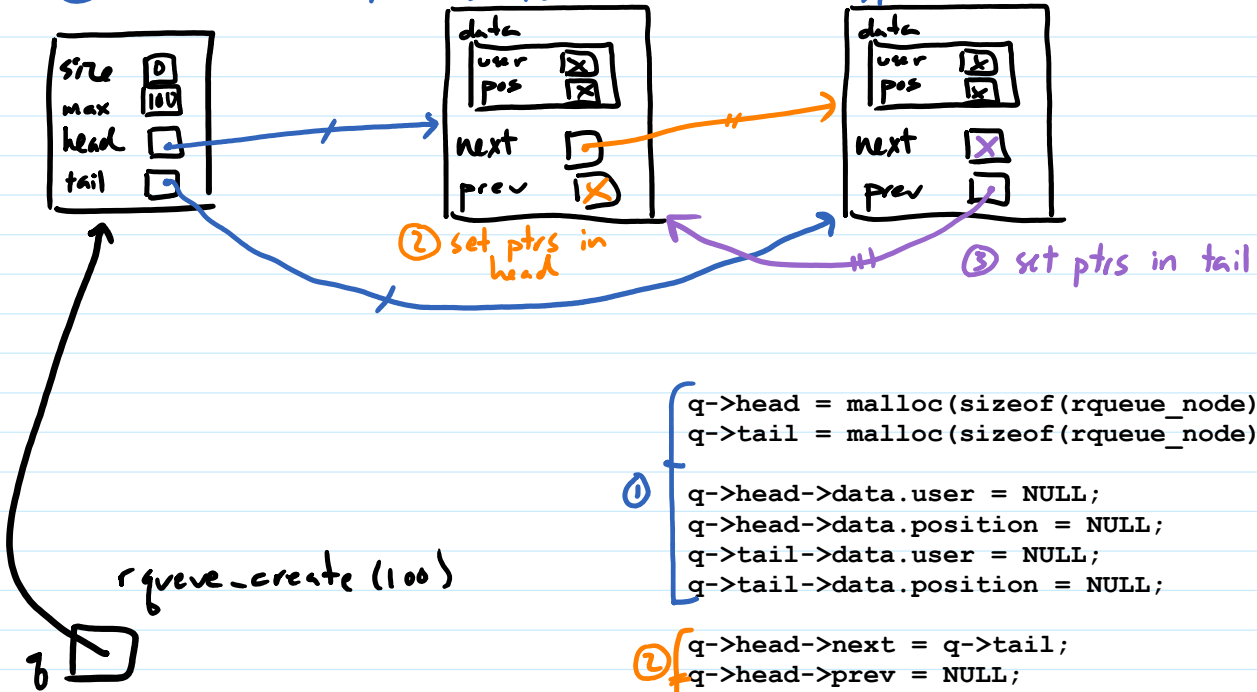 data
data
size 0
user
user
max 100
pos
pos
head
next
next
tail
prev
prev
② set ptrs in
head
③ set ptrs in tail
q->head = malloc(sizeof(rqueue_node)
q->tail = malloc(sizeof(rqueue_node)
①
q->head->data.user = NULL;
q->head->data.position = NULL;
q->tail->data.user = NULL;
q->tail->data.position = NULL;
rqueue_create (100)
② q->head->next = q->tail;
q->head->prev = NULL;
q